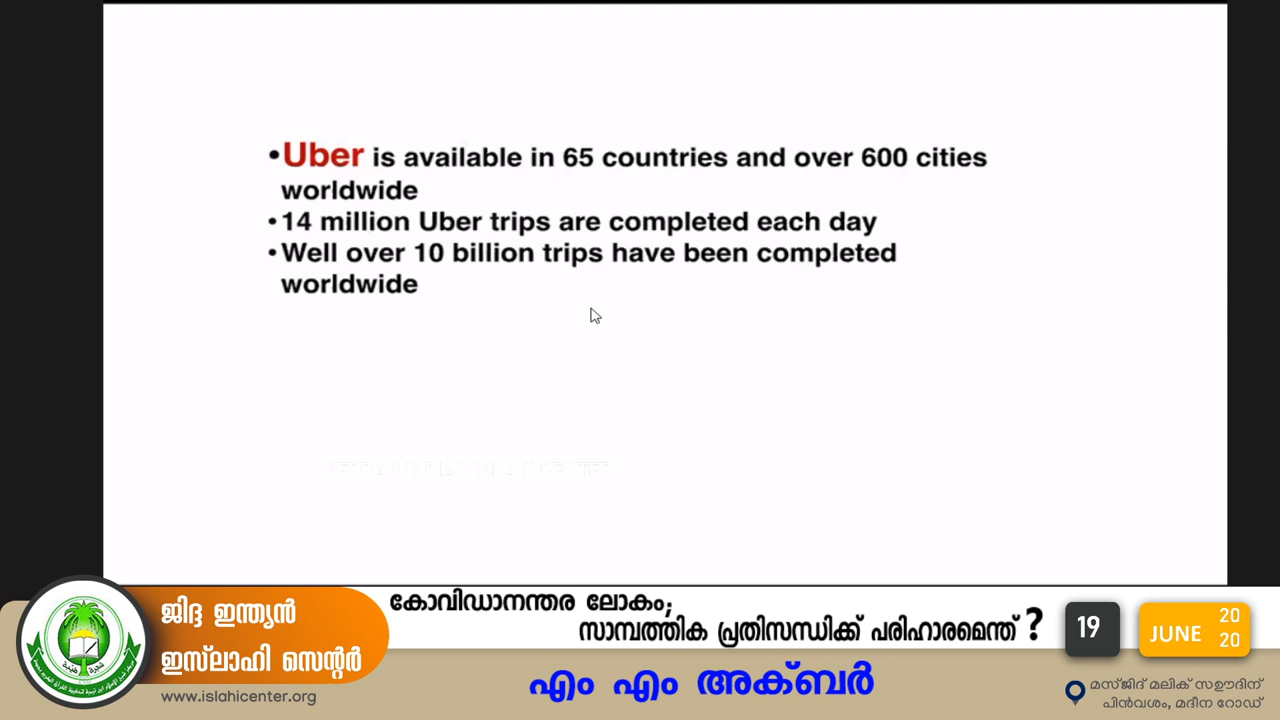 •Uber is available in 65 countries and over 600 cities
worldwide
•14 million Uber trips are completed each day
•Well over 10 billion trips have been completed
worldwide
ജിദ്ദ ഇന്ത്യൻ
ഇസ്‌ലാഹി സെന്റർ
www.islahicenter.org
കോവിഡാനന്തര ലോകം;
സാമ്പത്തിക പ്രതിസന്ധിക്ക് പരിഹാരമെന്ത് ?
എം എം അക്ബർ
19
JUNE
20
20
മസ്ജിദ് മലിക് സഊദിന്
പിൻവശം, മദീന റോഡ്